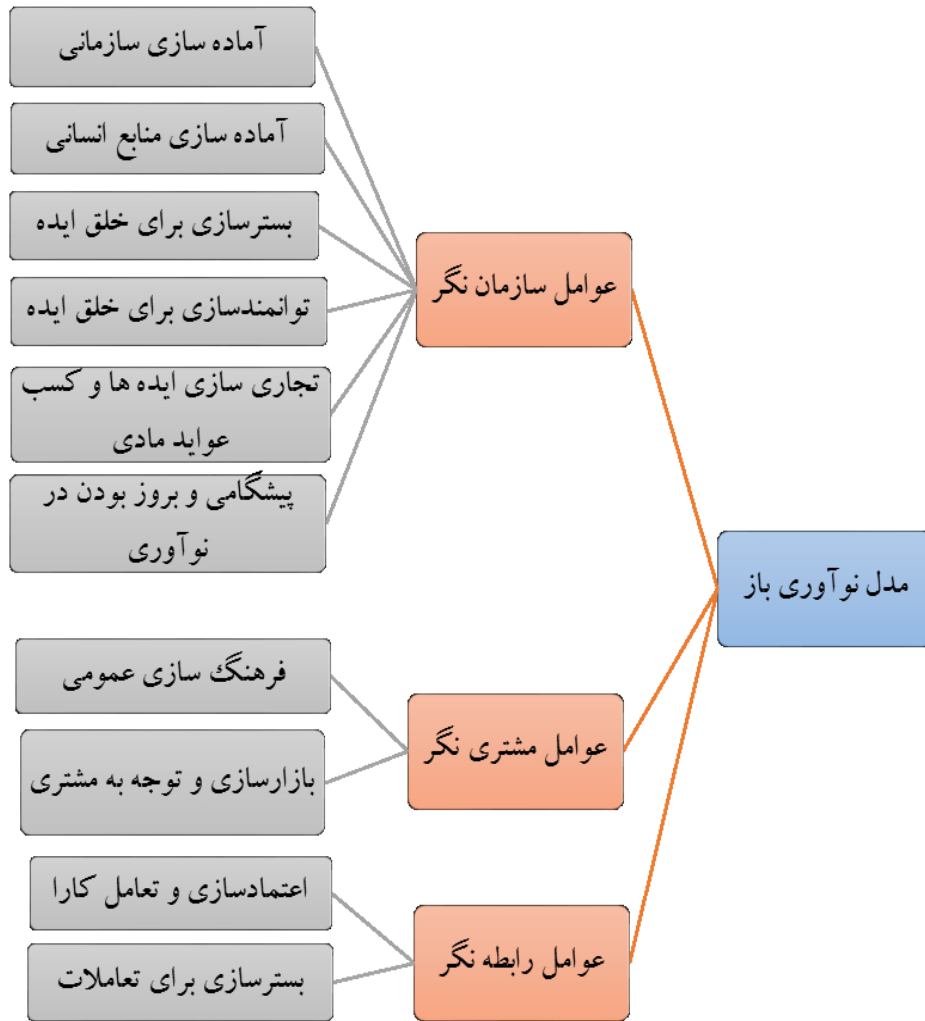 مدل نوآوری باز
عوامل سازمان نگر
آماده سازی سازمانی
آماده سازی منابع انسانی
بسترسازی برای خلق ایده
توانمندسازی برای خلق ایده
تجاری سازی ایده ها و کسب
عواید مادی
پیشگامی و بروز بودن در
نوآوری
عوامل مشتری نگر
فرهنگ سازی عمومی
بازارسازی و توجه به مشتری
عوامل رابطه نگر
اعتمادسازی و تعامل کارا
بسترسازی برای تعاملات